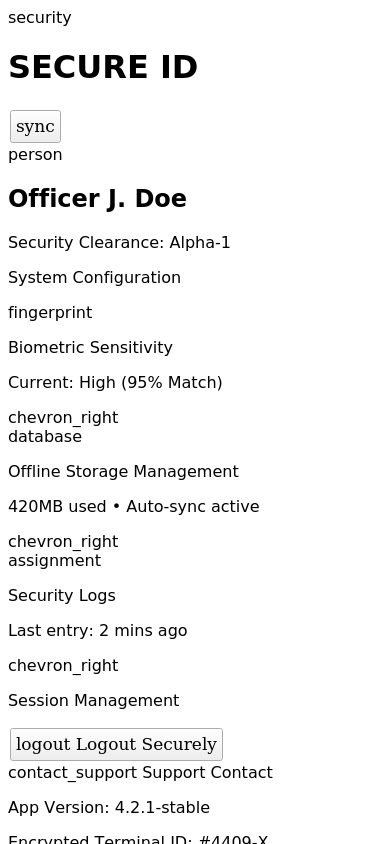 security
SECURE ID
sync
person
Officer J. Doe
Security Clearance: Alpha-1
System Configuration
fingerprint
Biometric Sensitivity
Current: High (95% Match)
chevron_right
database
Offline Storage Management
420MB used • Auto-sync active
chevron_right
assignment
Security Logs
Last entry: 2 mins ago
chevron_right
Session Management
logout Logout Securely
contact_support Support Contact
App Version: 4.2.1-stable
Encrypted Terminal ID: #4409-X